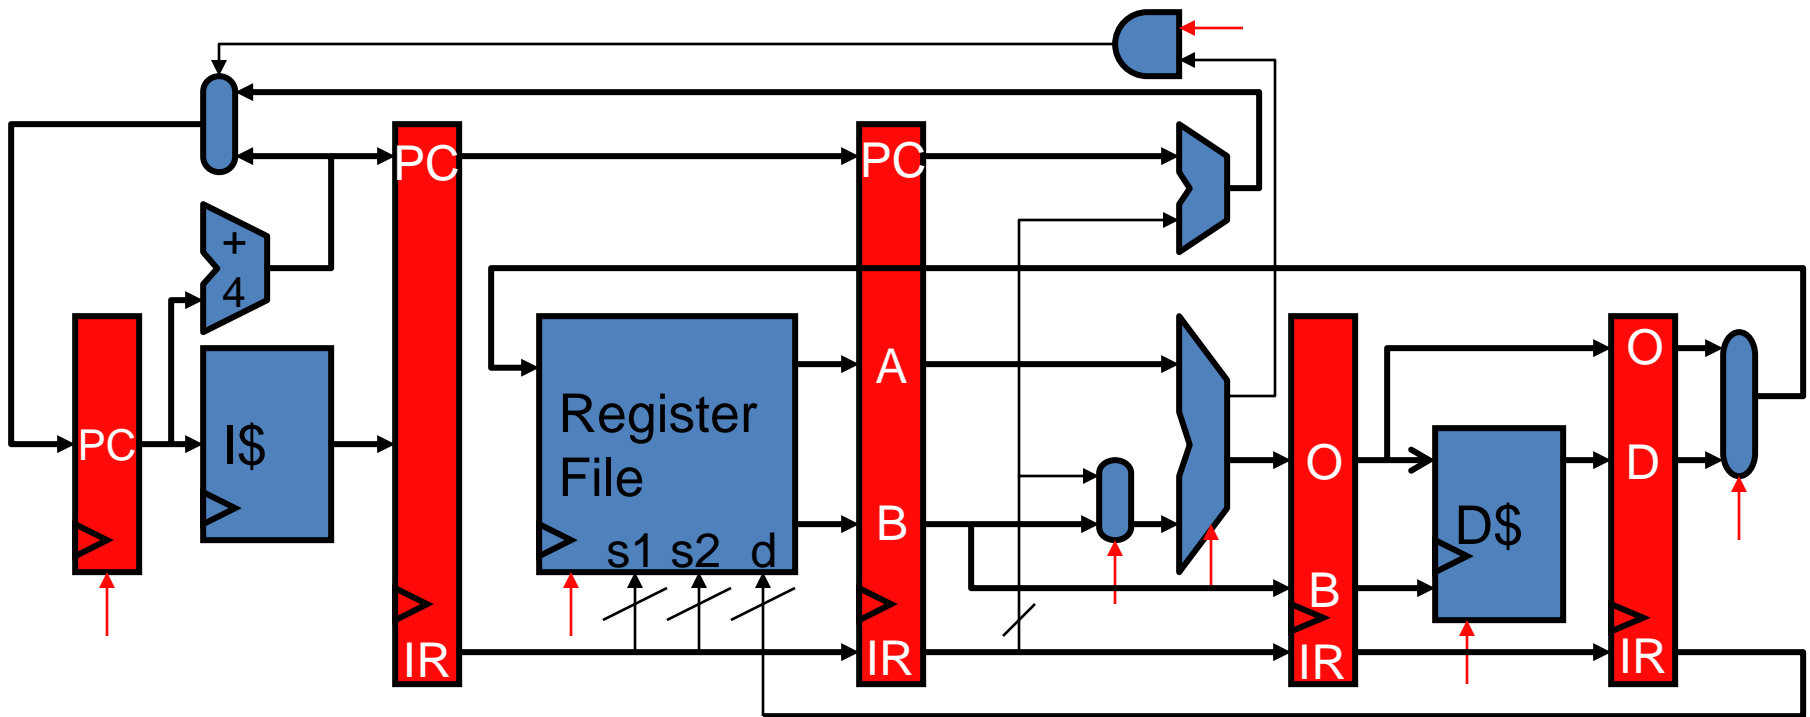 PC
PC
+
4
PC
I$
IR
Register
File
s1 s2 d
A
B
IR
O
B
IR
D$
O
D
IR